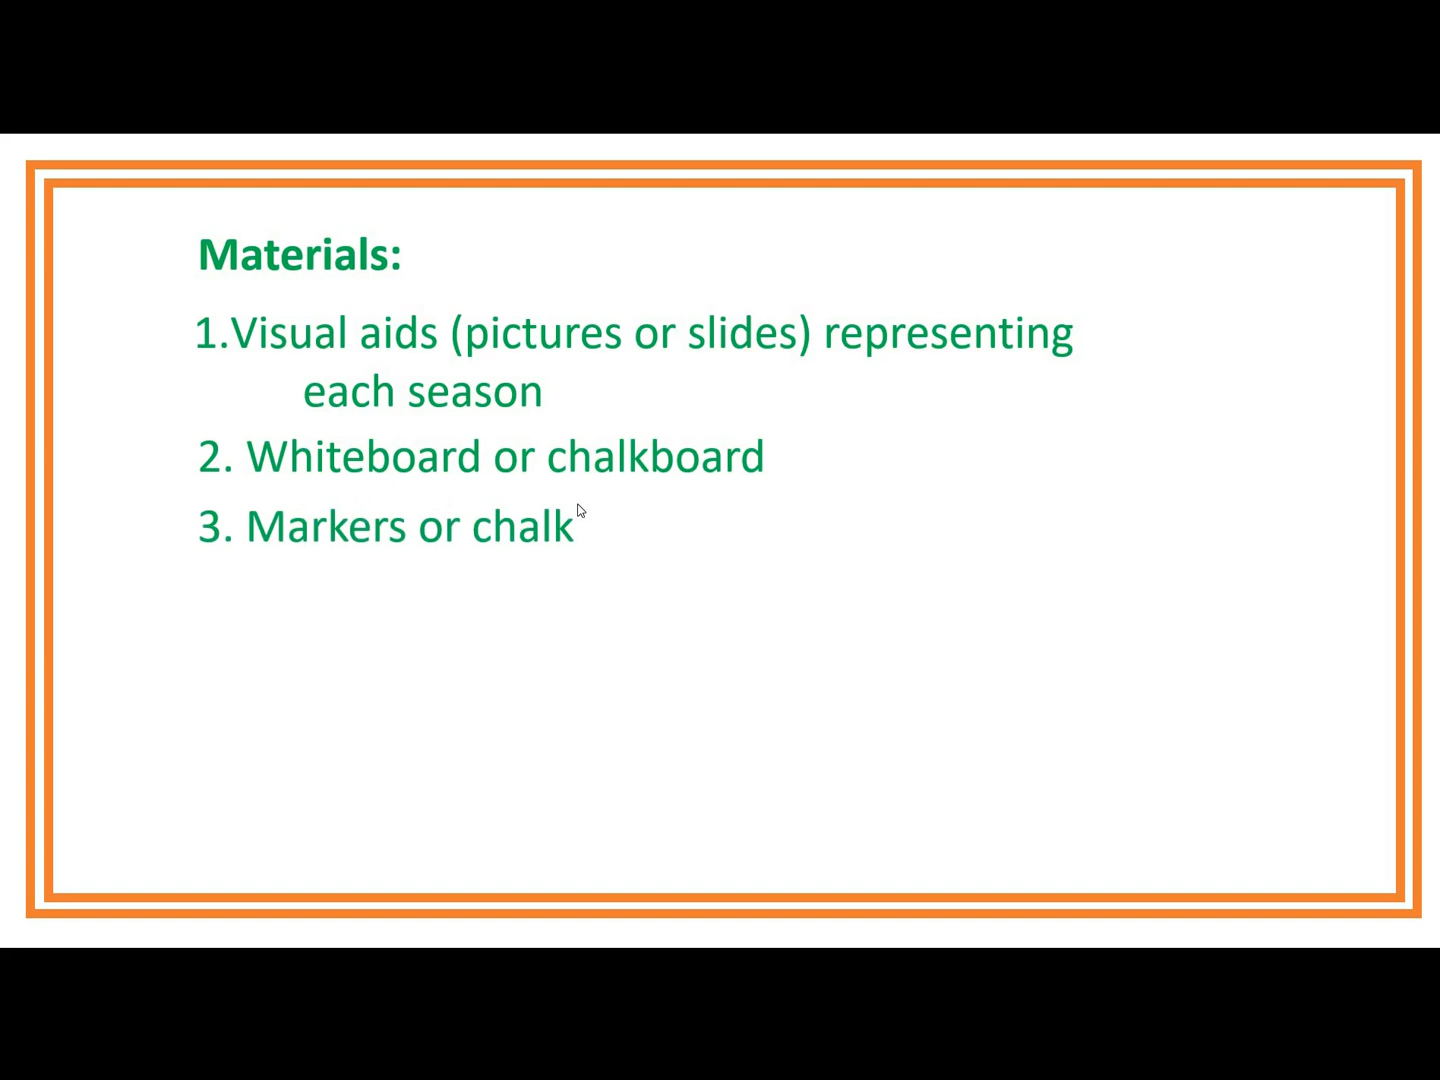 Materials:
1.Visual aids (pictures or slides) representing
each season
2. Whiteboard or chalkboard
3. Markers or chalk